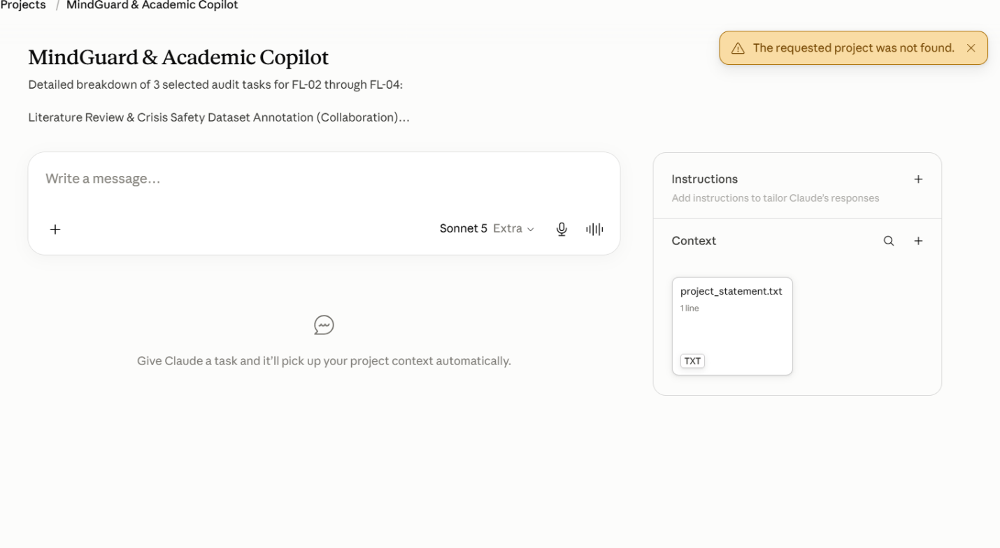 Projects / MindGuard & Academic Copilot
The requested project was not found.
MindGuard & Academic Copilot
Detailed breakdown of 3 selected audit tasks for FL-02 through FL-04:
Literature Review & Crisis Safety Dataset Annotation (Collaboration)…
Write a message…
Sonnet 5 Extra
Give Claude a task and it’ll pick up your project context automatically.
Instructions
Add instructions to tailor Claude's responses
Context
project_statement.txt
1 line
TXT